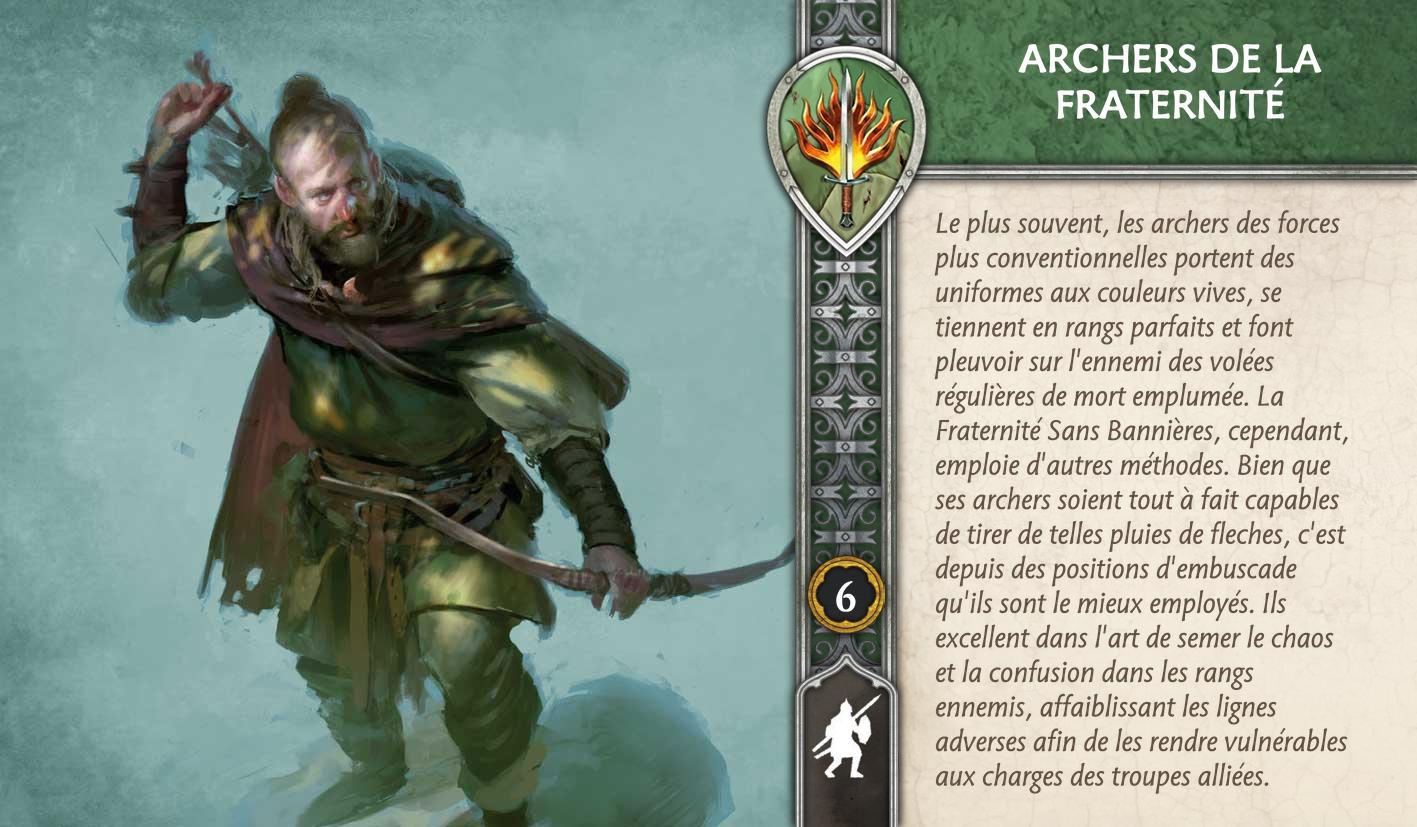 ARCHERS DE LA
FRATERNITÉ
Le plus souvent, les archers des forces
plus conventionnelles portent des
uniformes aux couleurs vives, se
tiennent en rangs parfaits et font
pleuvoir sur l'ennemi des volées
régulières de mort emplumée. La
Fraternité Sans Bannières, cependant,
emploie d'autres méthodes. Bien que
ses archers soient tout à fait capables
de tirer de telles pluies de fleches, c'est
depuis des positions d'embuscade
qu'ils sont le mieux employés. Ils
excellent dans l'art de semer le chaos
et la confusion dans les rangs
ennemis, affaiblissant les lignes
adverses afin de les rendre vulnérables
aux charges des troupes alliées.
6